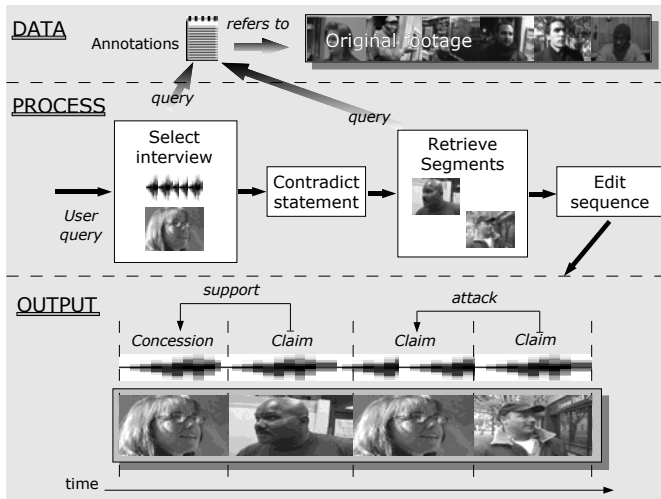 DATA
Annotations
refers to
Original footage
query
query
PROCESS
Select
interview
User
query
Contradict
statement
Retrieve
Segments
Edit
sequence
OUTPUT
support
attack
Concession
Claim
Claim
Claim
time